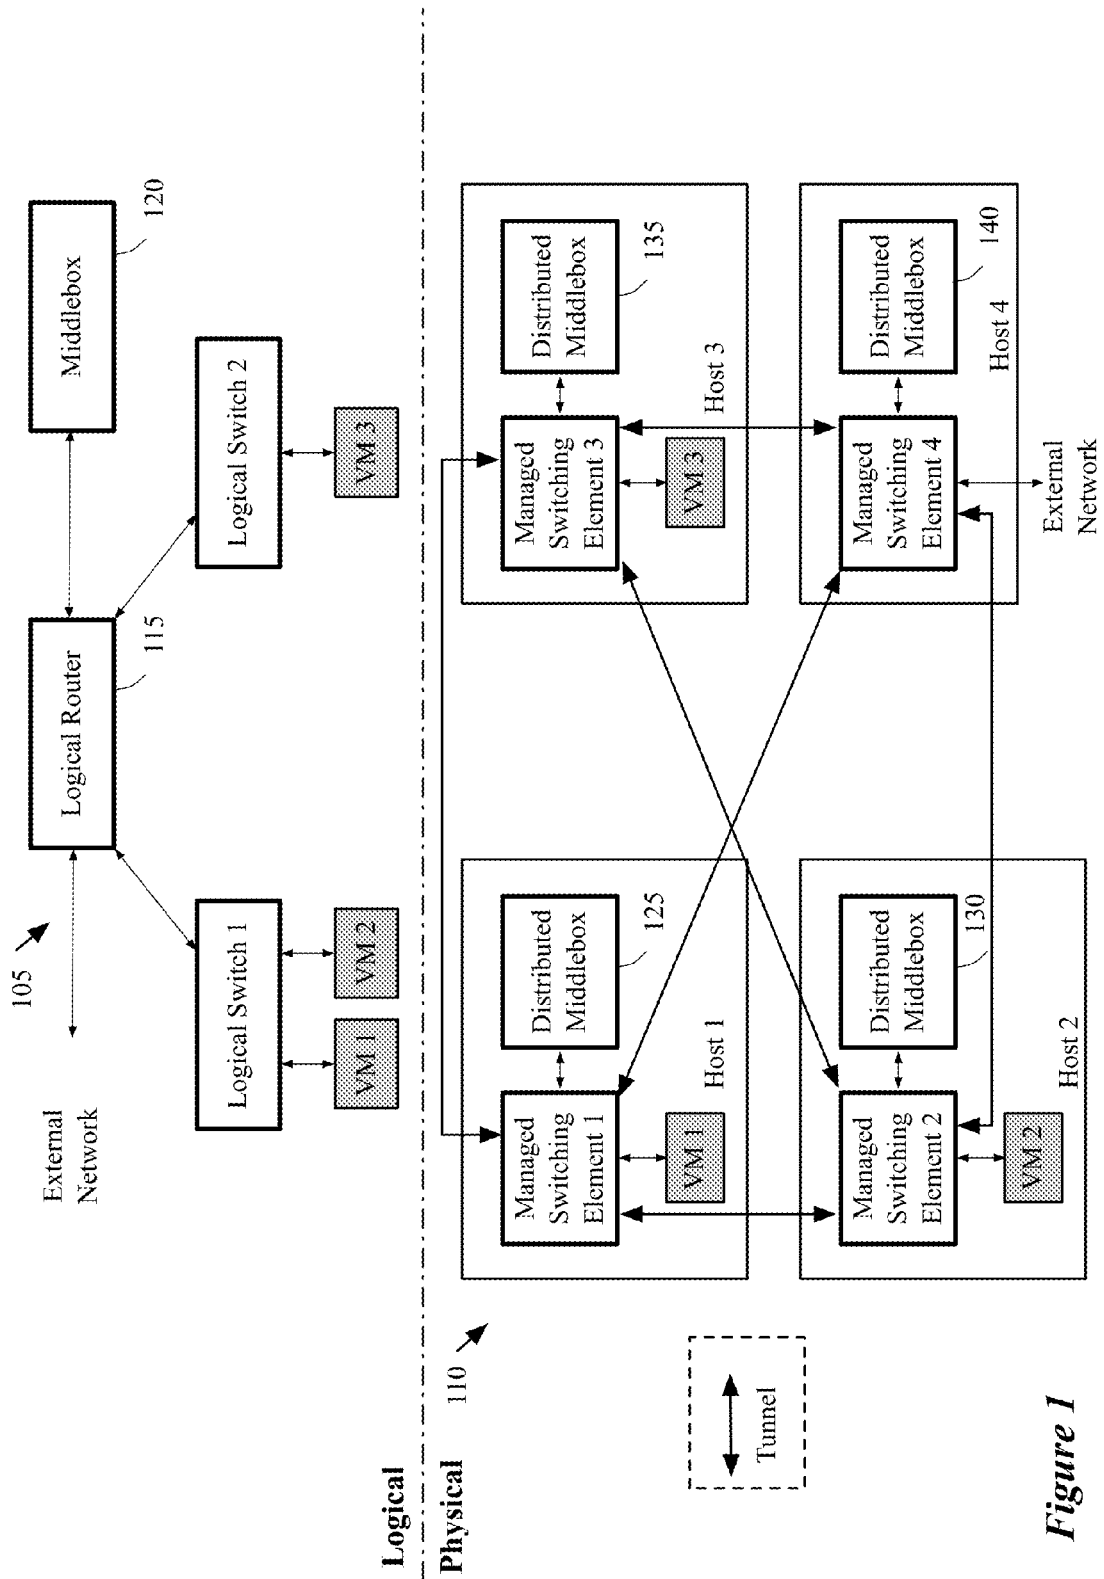 105
External
Network
Logical Router
115
Middlebox
120
Logical Switch 1
Logical Switch 2
VM 1
VM 2
VM 3
Logical
Physical
110
Managed
Switching
Element 1
Distributed
Middlebox
125
VM 1
Host 1
Managed
Switching
Element 3
Distributed
Middlebox
135
VM 3
Host 3
Managed
Switching
Element 2
Distributed
Middlebox
130
VM 2
Host 2
Managed
Switching
Element 4
Distributed
Middlebox
140
Host 4
External
Network
Tunnel
Figure 1